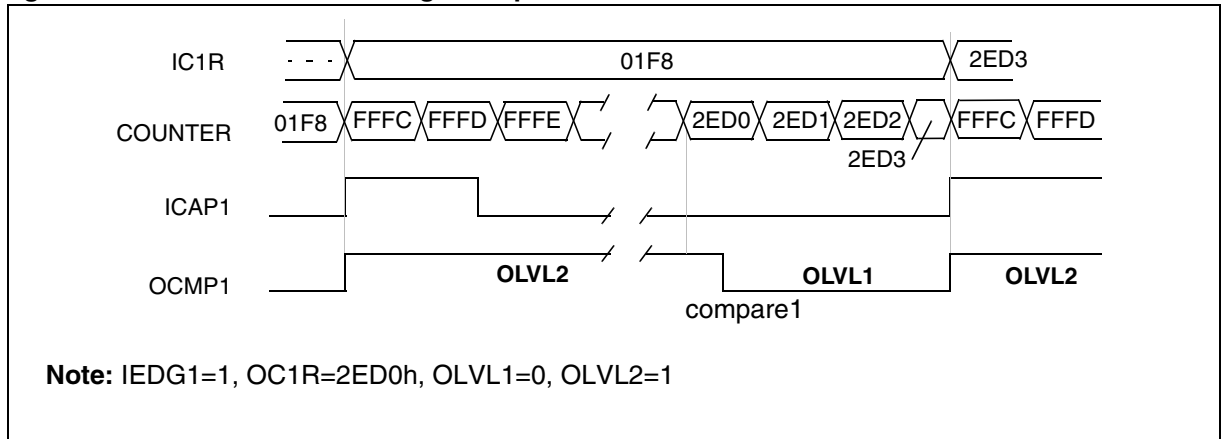 IC1R - - - 01F8 2ED3
COUNTER 01F8 FFFC FFFD FFFE 2ED0 2ED1 2ED2 FFFC FFFD
2ED3
ICAP1
OCMP1 OLVL2 OLVL1 OLVL2
compare1
Note: IEDG1=1, OC1R=2ED0h, OLVL1=0, OLVL2=1